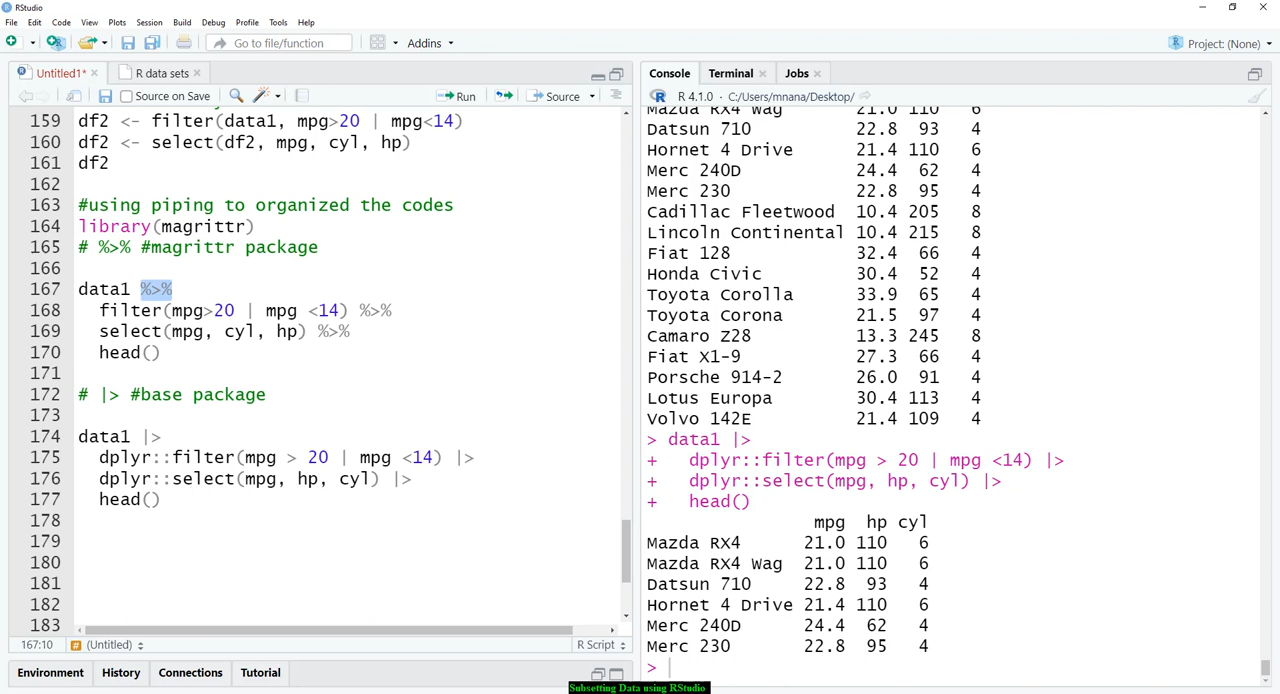 RStudio
File Edit Code View Plots Session Build Debug Profile Tools Help
Go to file/function Addins Project: (None)
Untitled1* R data sets
Source on Save Run Source
159 df2 <- filter(data1, mpg>20 | mpg<14)
160 df2 <- select(df2, mpg, cyl, hp)
161 df2
162
163 #using piping to organized the codes
164 library(magrittr)
165 # %>% #magrittr package
166
167 data1 %>%
168 filter(mpg>20 | mpg <14) %>%
169 select(mpg, cyl, hp) %>%
170 head()
171
172 # |> #base package
173
174 data1 |>
175 dplyr::filter(mpg > 20 | mpg <14) |>
176 dplyr::select(mpg, hp, cyl) |>
177 head()
178
179
180
181
182
183
167:10 (Untitled) R Script
Environment History Connections Tutorial
Console Terminal Jobs
R 4.1.0 · C:/Users/mnana/Desktop/
Mazda RX4 Wag 21.0 110 6
Datsun 710 22.8 93 4
Hornet 4 Drive 21.4 110 6
Merc 240D 24.4 62 4
Merc 230 22.8 95 4
Cadillac Fleetwood 10.4 205 8
Lincoln Continental 10.4 215 8
Fiat 128 32.4 66 4
Honda Civic 30.4 52 4
Toyota Corolla 33.9 65 4
Toyota Corona 21.5 97 4
Camaro Z28 13.3 245 8
Fiat X1-9 27.3 66 4
Porsche 914-2 26.0 91 4
Lotus Europa 30.4 113 4
Volvo 142E 21.4 109 4
> data1 |>
+ dplyr::filter(mpg > 20 | mpg <14) |>
+ dplyr::select(mpg, hp, cyl) |>
+ head()
mpg hp cyl
Mazda RX4 21.0 110 6
Mazda RX4 Wag 21.0 110 6
Datsun 710 22.8 93 4
Hornet 4 Drive 21.4 110 6
Merc 240D 24.4 62 4
Merc 230 22.8 95 4
>
Subsetting Data using RStudio